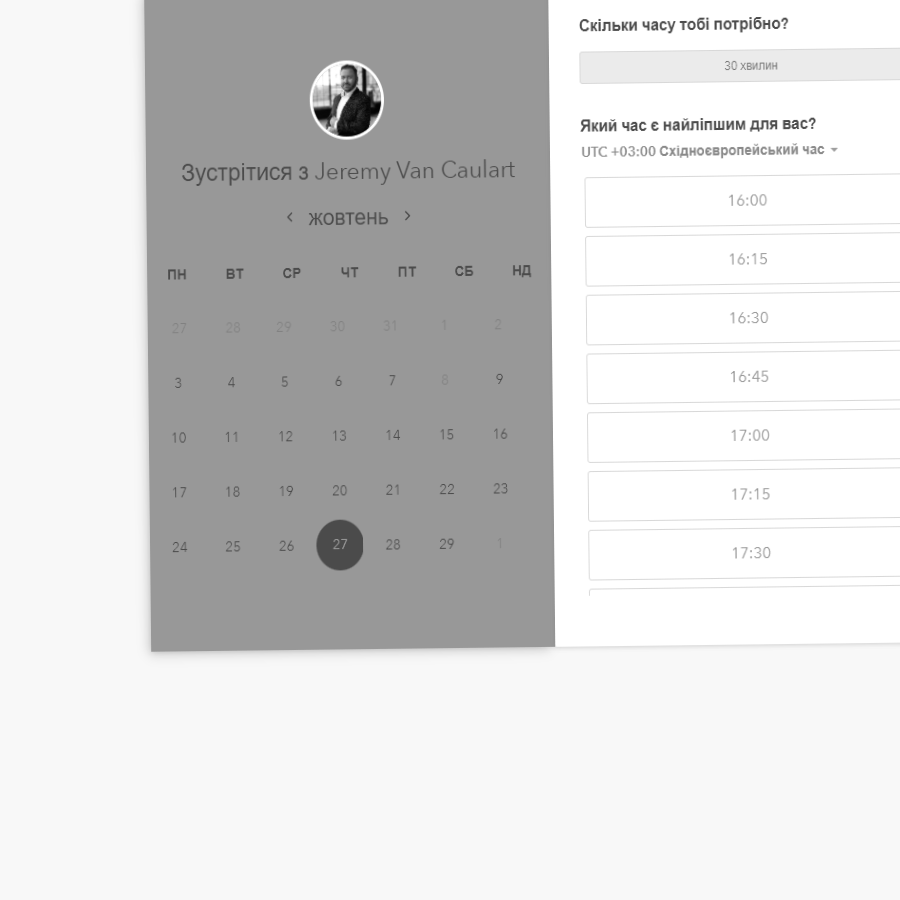 Зустрітися з Jeremy Van Caulart
‹ жовтень ›
ПН ВТ СР ЧТ ПТ СБ НД
27 28 29 30 31 1 2
3 4 5 6 7 8 9
10 11 12 13 14 15 16
17 18 19 20 21 22 23
24 25 26 27 28 29 1
Скільки часу тобі потрібно?
30 хвилин
Який час є найліпшим для вас?
UTC +03:00 Східноєвропейський час
16:00
16:15
16:30
16:45
17:00
17:15
17:30